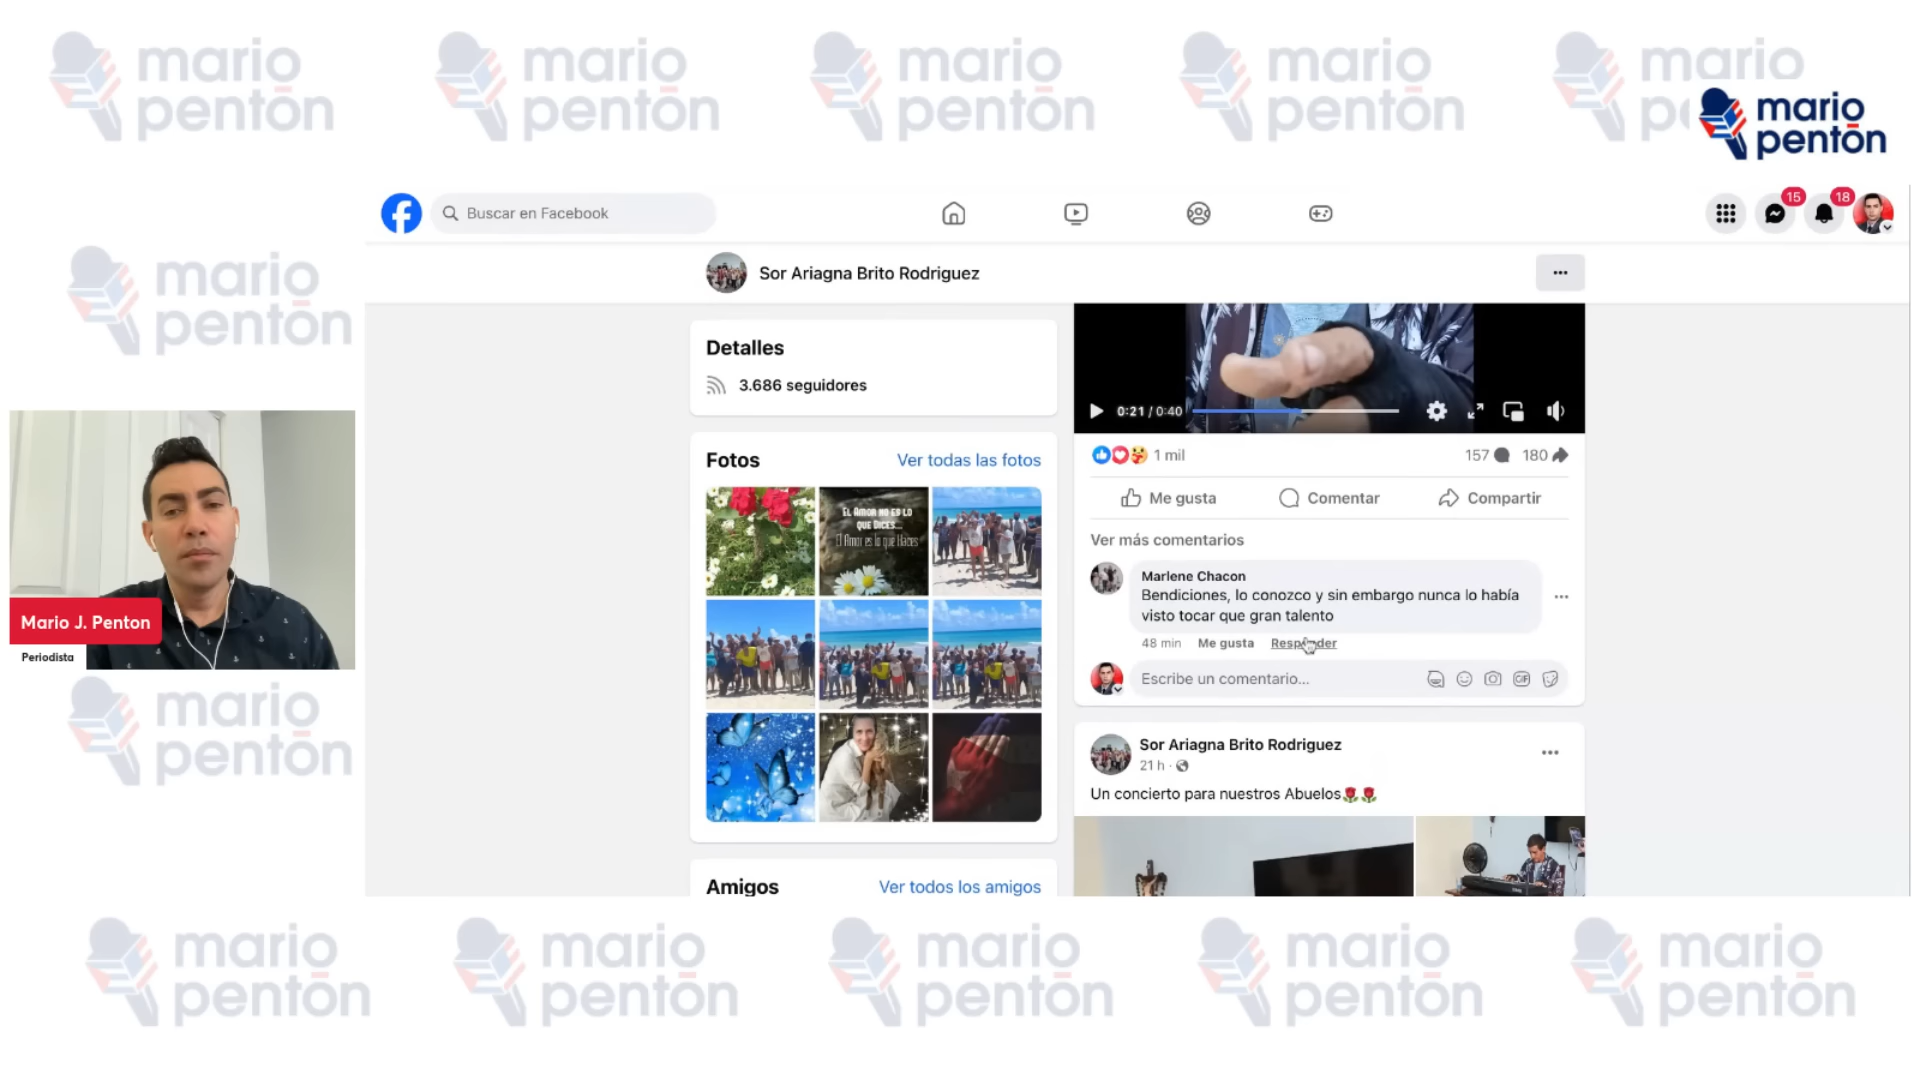 mario
pentón
mario
pentón
mario
pentón
mario
pentón
mario
mario
pentón
Buscar en Facebook
15
18
Sor Ariagna Brito Rodriguez
mario
pentón
Detalles
3.686 seguidores
0:21 / 0:40
Fotos
Ver todas las fotos
1 mil
157
180
Me gusta
Comentar
Compartir
EL AMOR NO ES LO
QUE DICES...
El Amor es lo que Haces
Ver más comentarios
Marlene Chacon
Bendiciones, lo conozco y sin embargo nunca lo había
visto tocar que gran talento
48 min Me gusta Responder
Mario J. Penton
Periodista
Escribe un comentario...
GIF
mario
pentón
Sor Ariagna Brito Rodriguez
21 h
Un concierto para nuestros Abuelos
Amigos
Ver todos los amigos
mario
pentón
mario
pentón
mario
pentón
mario
pentón
mario
pentón